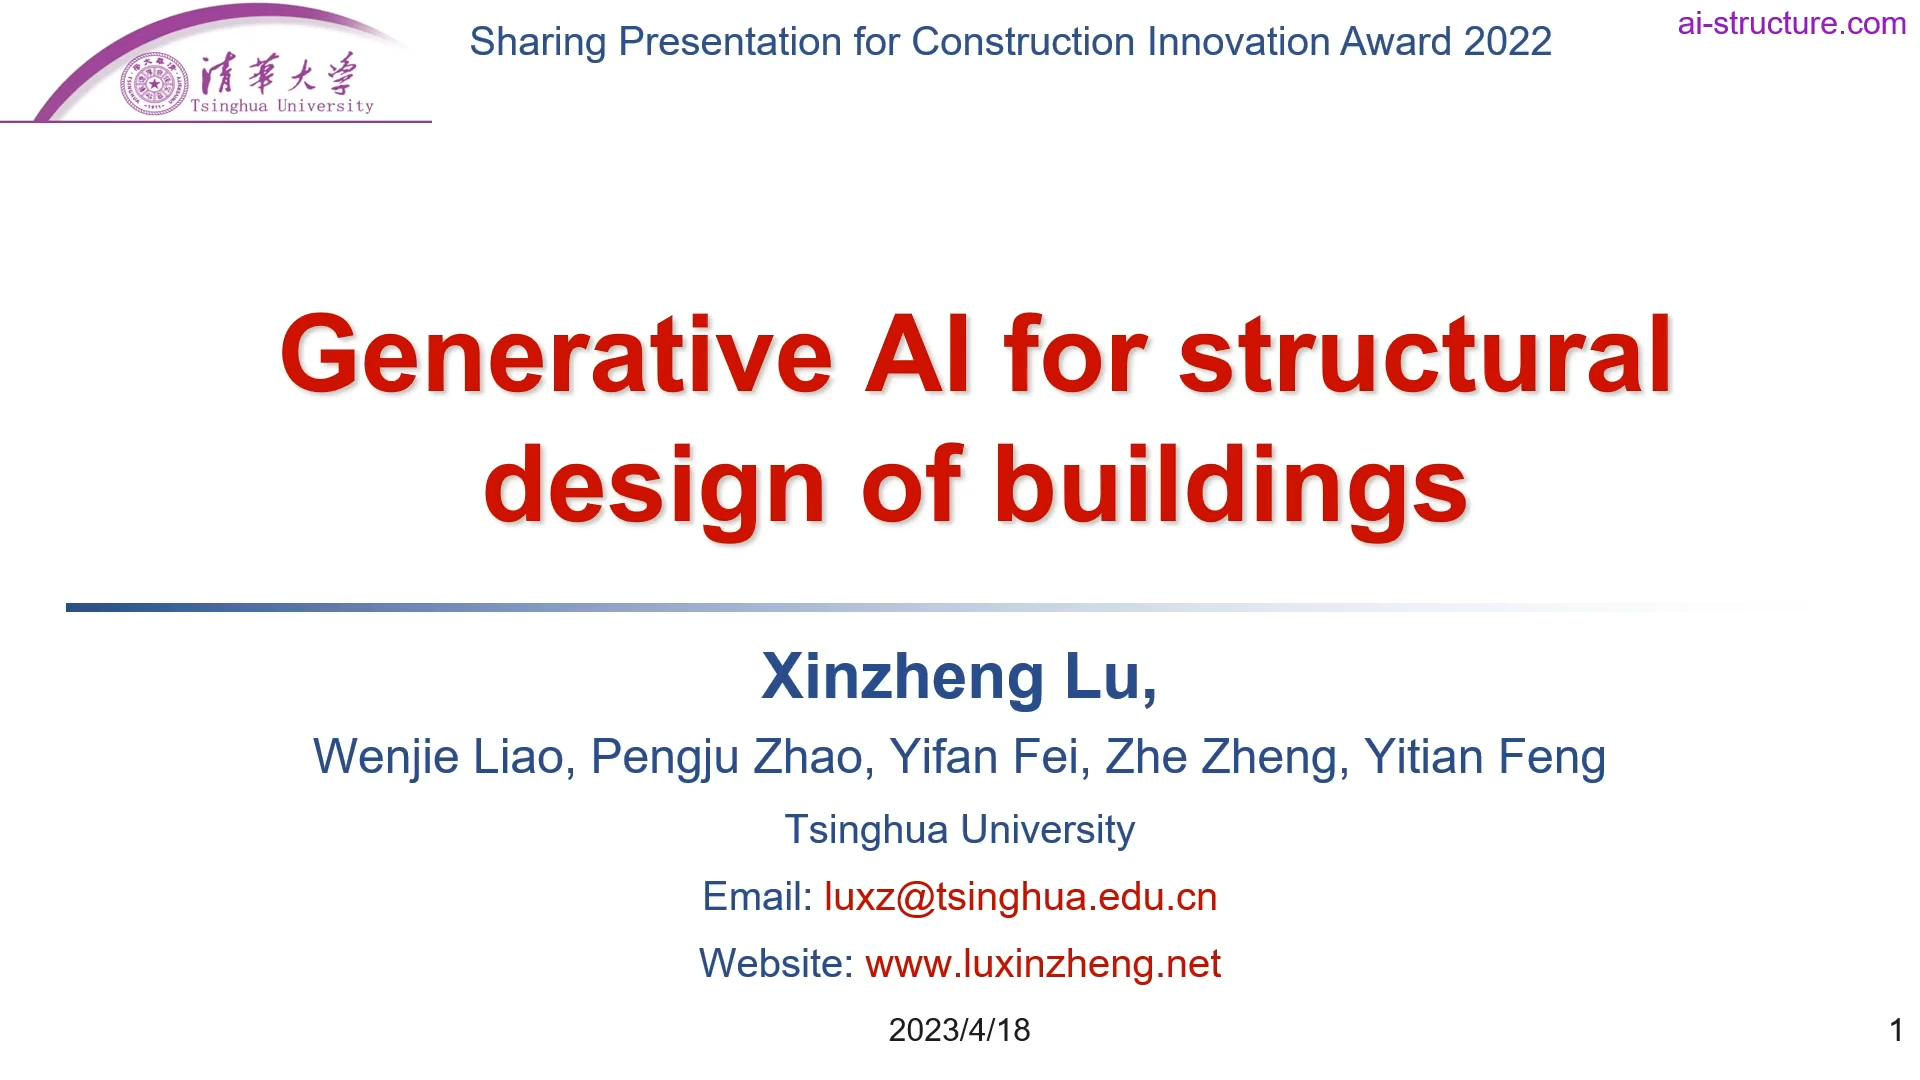 清華大学
Tsinghua University
Sharing Presentation for Construction Innovation Award 2022
ai-structure.com
Generative AI for structural
design of buildings
Xinzheng Lu,
Wenjie Liao, Pengju Zhao, Yifan Fei, Zhe Zheng, Yitian Feng
Tsinghua University
Email: luxz@tsinghua.edu.cn
Website: www.luxinzheng.net
2023/4/18
1